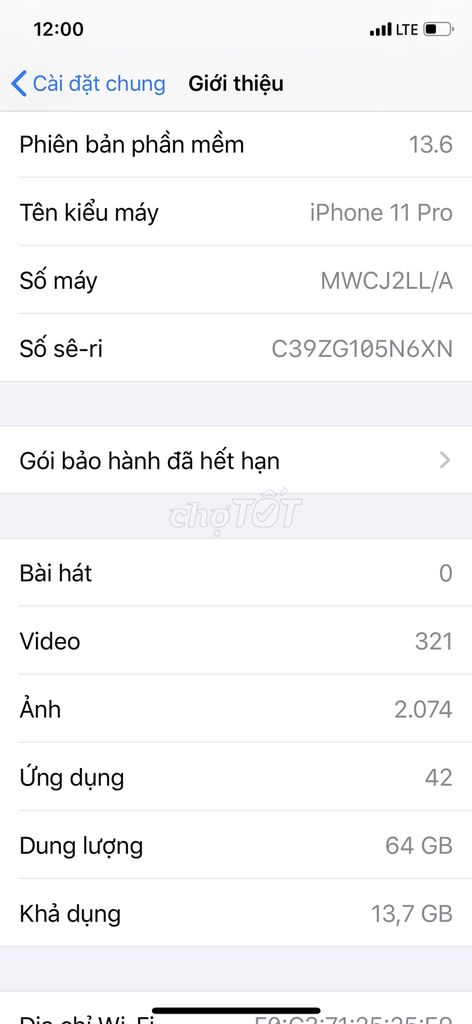 12:00 LTE
Cài đặt chung Giới thiệu
Phiên bản phần mềm 13.6
Tên kiểu máy iPhone 11 Pro
Số máy MWCJ2LL/A
Số sê-ri C39ZG105N6XN
Gói bảo hành đã hết hạn
chợTỐT
Bài hát 0
Video 321
Ảnh 2.074
Ứng dụng 42
Dung lượng 64 GB
Khả dụng 13,7 GB
Địa chỉ Wi-Fi